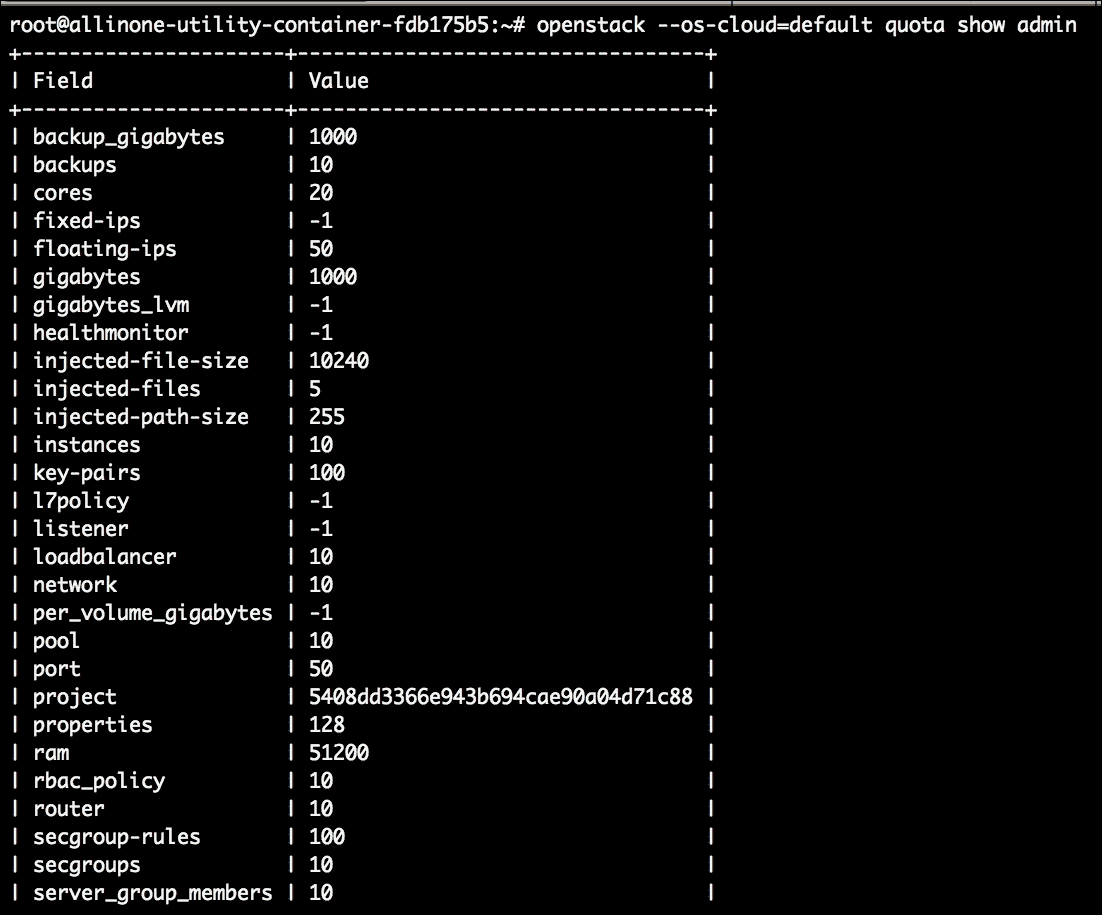 root@allinone-utility-container-fdb175b5:~# openstack --os-cloud=default quota show admin
+----------------------+----------------------------------+
| Field                | Value                            |
+----------------------+----------------------------------+
| backup_gigabytes     | 1000                             |
| backups              | 10                               |
| cores                | 20                               |
| fixed-ips            | -1                               |
| floating-ips         | 50                               |
| gigabytes            | 1000                             |
| gigabytes_lvm        | -1                               |
| healthmonitor        | -1                               |
| injected-file-size   | 10240                            |
| injected-files       | 5                                |
| injected-path-size   | 255                              |
| instances            | 10                               |
| key-pairs            | 100                              |
| l7policy             | -1                               |
| listener             | -1                               |
| loadbalancer         | 10                               |
| network              | 10                               |
| per_volume_gigabytes | -1                               |
| pool                 | 10                               |
| port                 | 50                               |
| project              | 5408dd3366e943b694cae90a04d71c88 |
| properties           | 128                              |
| ram                  | 51200                            |
| rbac_policy          | 10                               |
| router               | 10                               |
| secgroup-rules       | 100                              |
| secgroups            | 10                               |
| server_group_members | 10                               |